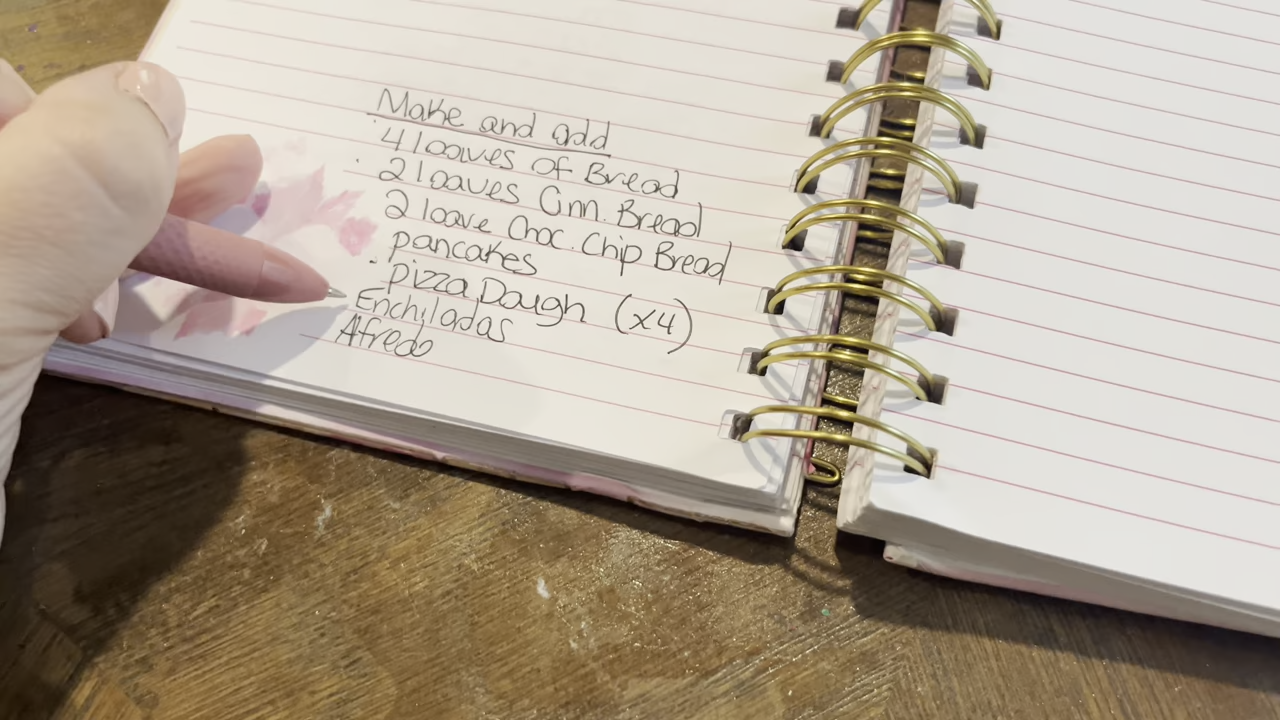 Make and add
· 4 loaves of Bread
· 2 loaves Cinn. Bread
2 loave Choc. Chip Bread
pancakes
· pizza Dough (x4)
Enchiladas
Alfredo